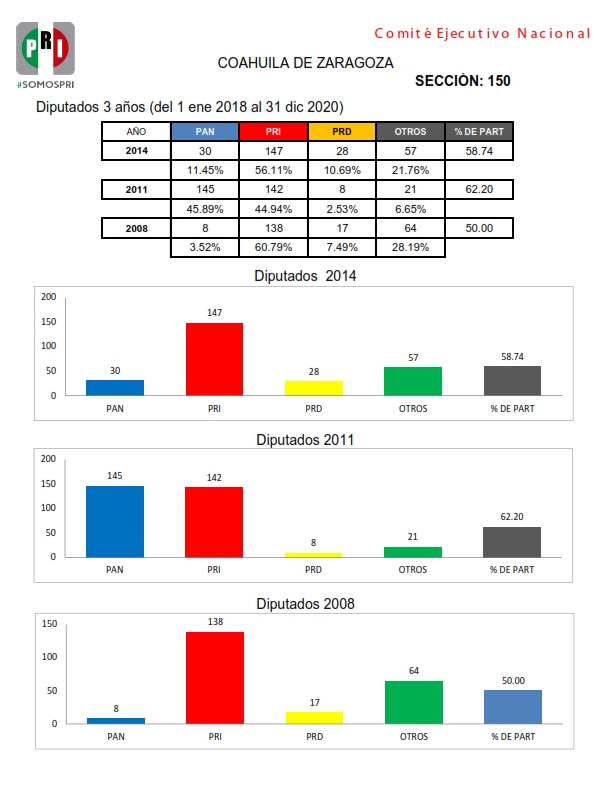 PRI
#SOMOSPRI
Comité Ejecutivo Nacional
COAHUILA DE ZARAGOZA
SECCIÓN: 150
Diputados 3 años (del 1 ene 2018 al 31 dic 2020)
AÑO PAN PRI PRD OTROS % DE PART
2014 30 147 28 57 58.74
11.45% 56.11% 10.69% 21.76%
2011 145 142 8 21 62.20
45.89% 44.94% 2.53% 6.65%
2008 8 138 17 64 50.00
3.52% 60.79% 7.49% 28.19%
Diputados 2014
200
150
100
50
0
30 147 28 57 58.74
PAN PRI PRD OTROS % DE PART
Diputados 2011
200
150
100
50
0
145 142 8 21 62.20
PAN PRI PRD OTROS % DE PART
Diputados 2008
150
100
50
0
8 138 17 64 50.00
PAN PRI PRD OTROS % DE PART